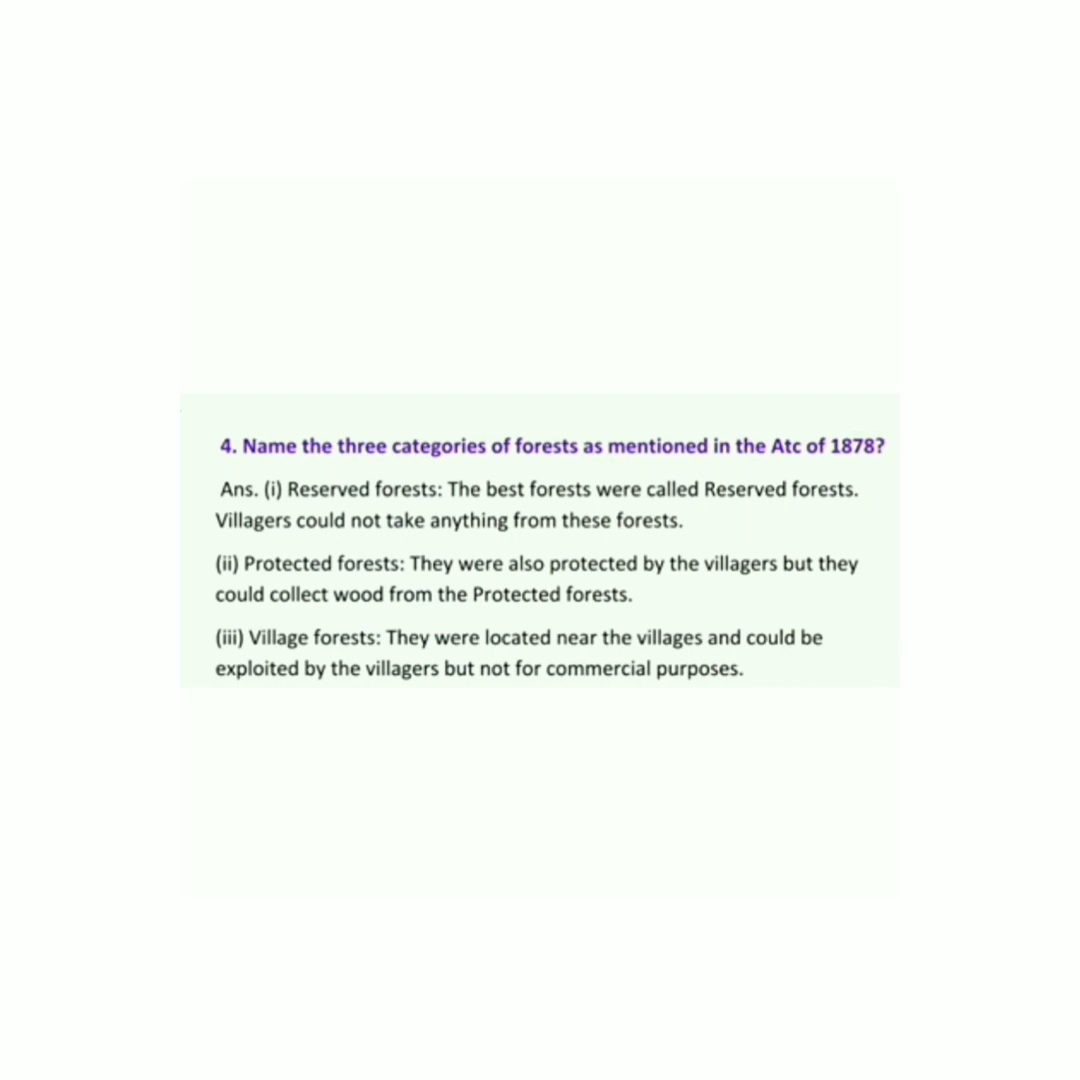 4. Name the three categories of forests as mentioned in the Atc of 1878?
Ans. (i) Reserved forests: The best forests were called Reserved forests.
Villagers could not take anything from these forests.
(ii) Protected forests: They were also protected by the villagers but they
could collect wood from the Protected forests.
(iii) Village forests: They were located near the villages and could be
exploited by the villagers but not for commercial purposes.